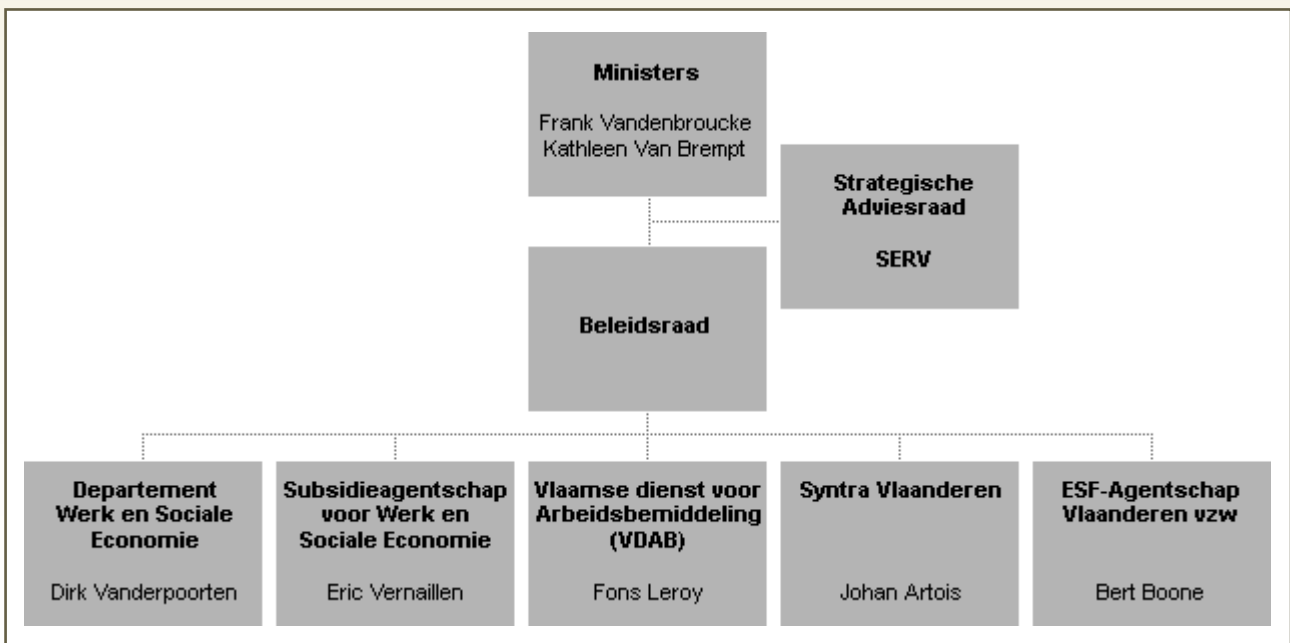 Ministers
Frank Vandenbroucke
Kathleen Van Brempt
Strategische
Adviesraad
SERV
Beleidsraad
Departement
Werk en Sociale
Economie
Dirk Vanderpoorten
Subsidieagentschap
voor Werk en
Sociale Economie
Eric Vernaillen
Vlaamse dienst voor
Arbeidsbemiddeling
(VDAB)
Fons Leroy
Syntra Vlaanderen
Johan Artois
ESF-Agentschap
Vlaanderen vzw
Bert Boone